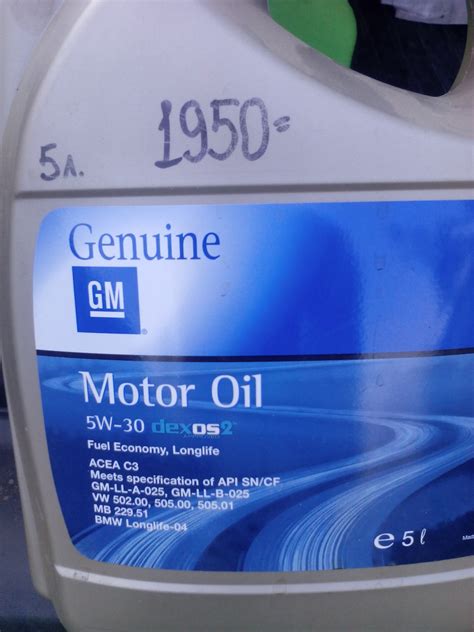 1950=
5л.
Genuine
GM
Motor Oil
5W-30 dexos2
Fuel Economy, Longlife
ACEA C3
Meets specification of API SN/CF
GM-LL-A-025, GM-LL-B-025
VW 502.00, 505.00, 505.01
MB 229.51
BMW Longlife-04
e 5 l
Made